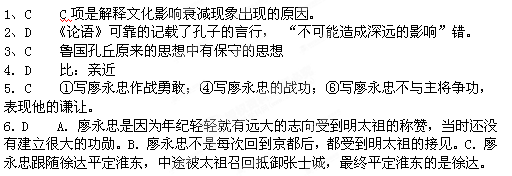 1、C    C项是解释文化影响衰减现象出现的原因。
2、D   《论语》可靠的记载了孔子的言行，  “不可能造成深远的影响”错。
3、C    鲁国孔丘原来的思想中有保守的思想
4. D    比：亲近
5. C    ①写廖永忠作战勇敢；④写廖永忠的战功；⑥写廖永忠不与主将争功，
表现他的谦让。
6. D    A. 廖永忠是因为年纪轻轻就有远大的志向受到明太祖的称赞，当时还没
有建立很大的功勋。B. 廖永忠不是每次回到京都后，都受到明太祖的接见。C. 廖
永忠跟随徐达平定淮东，中途被太祖召回抵御张士诚，最终平定淮东的是徐达。